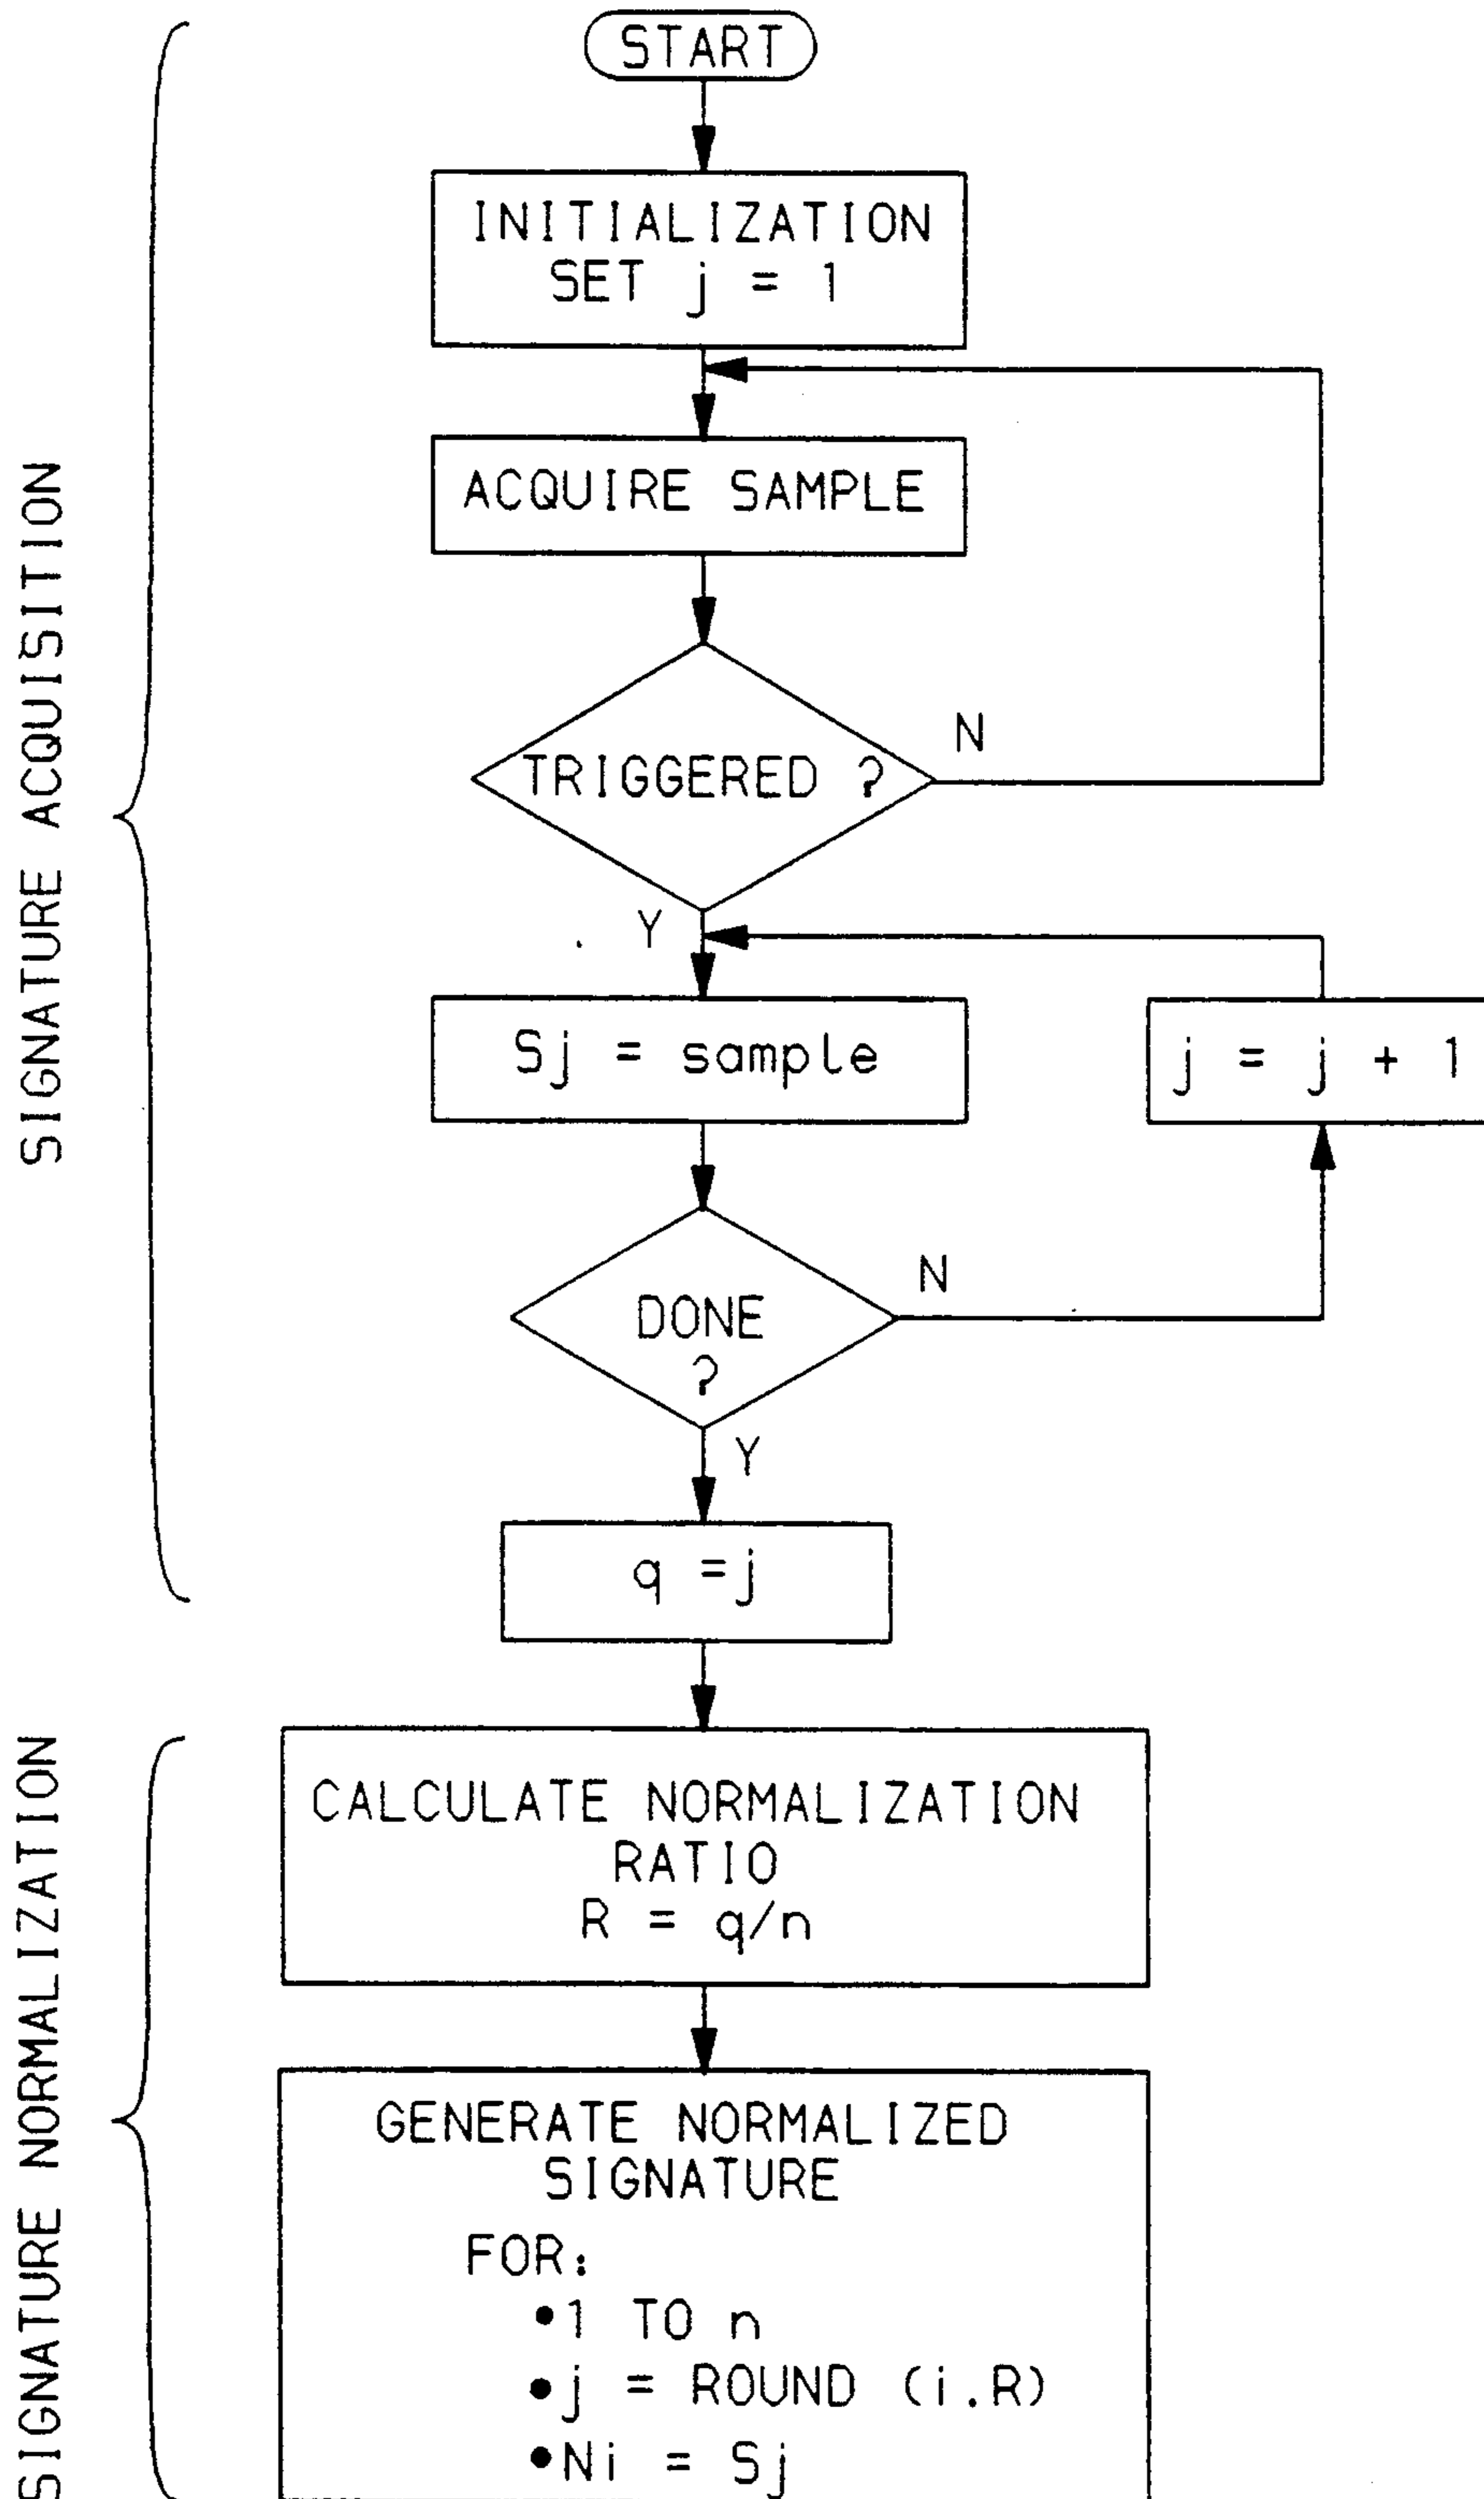 START
INITIALIZATION
SET j = 1
ACQUIRE SAMPLE
TRIGGERED ?
N
Y
Sj = sample
j = j + 1
DONE
?
N
Y
q =j
SIGNATURE ACQUISITION
CALCULATE NORMALIZATION
RATIO
R = q/n
GENERATE NORMALIZED
SIGNATURE
FOR:
•1 TO n
•j = ROUND (i.R)
•Ni = Sj
SIGNATURE NORMALIZATION